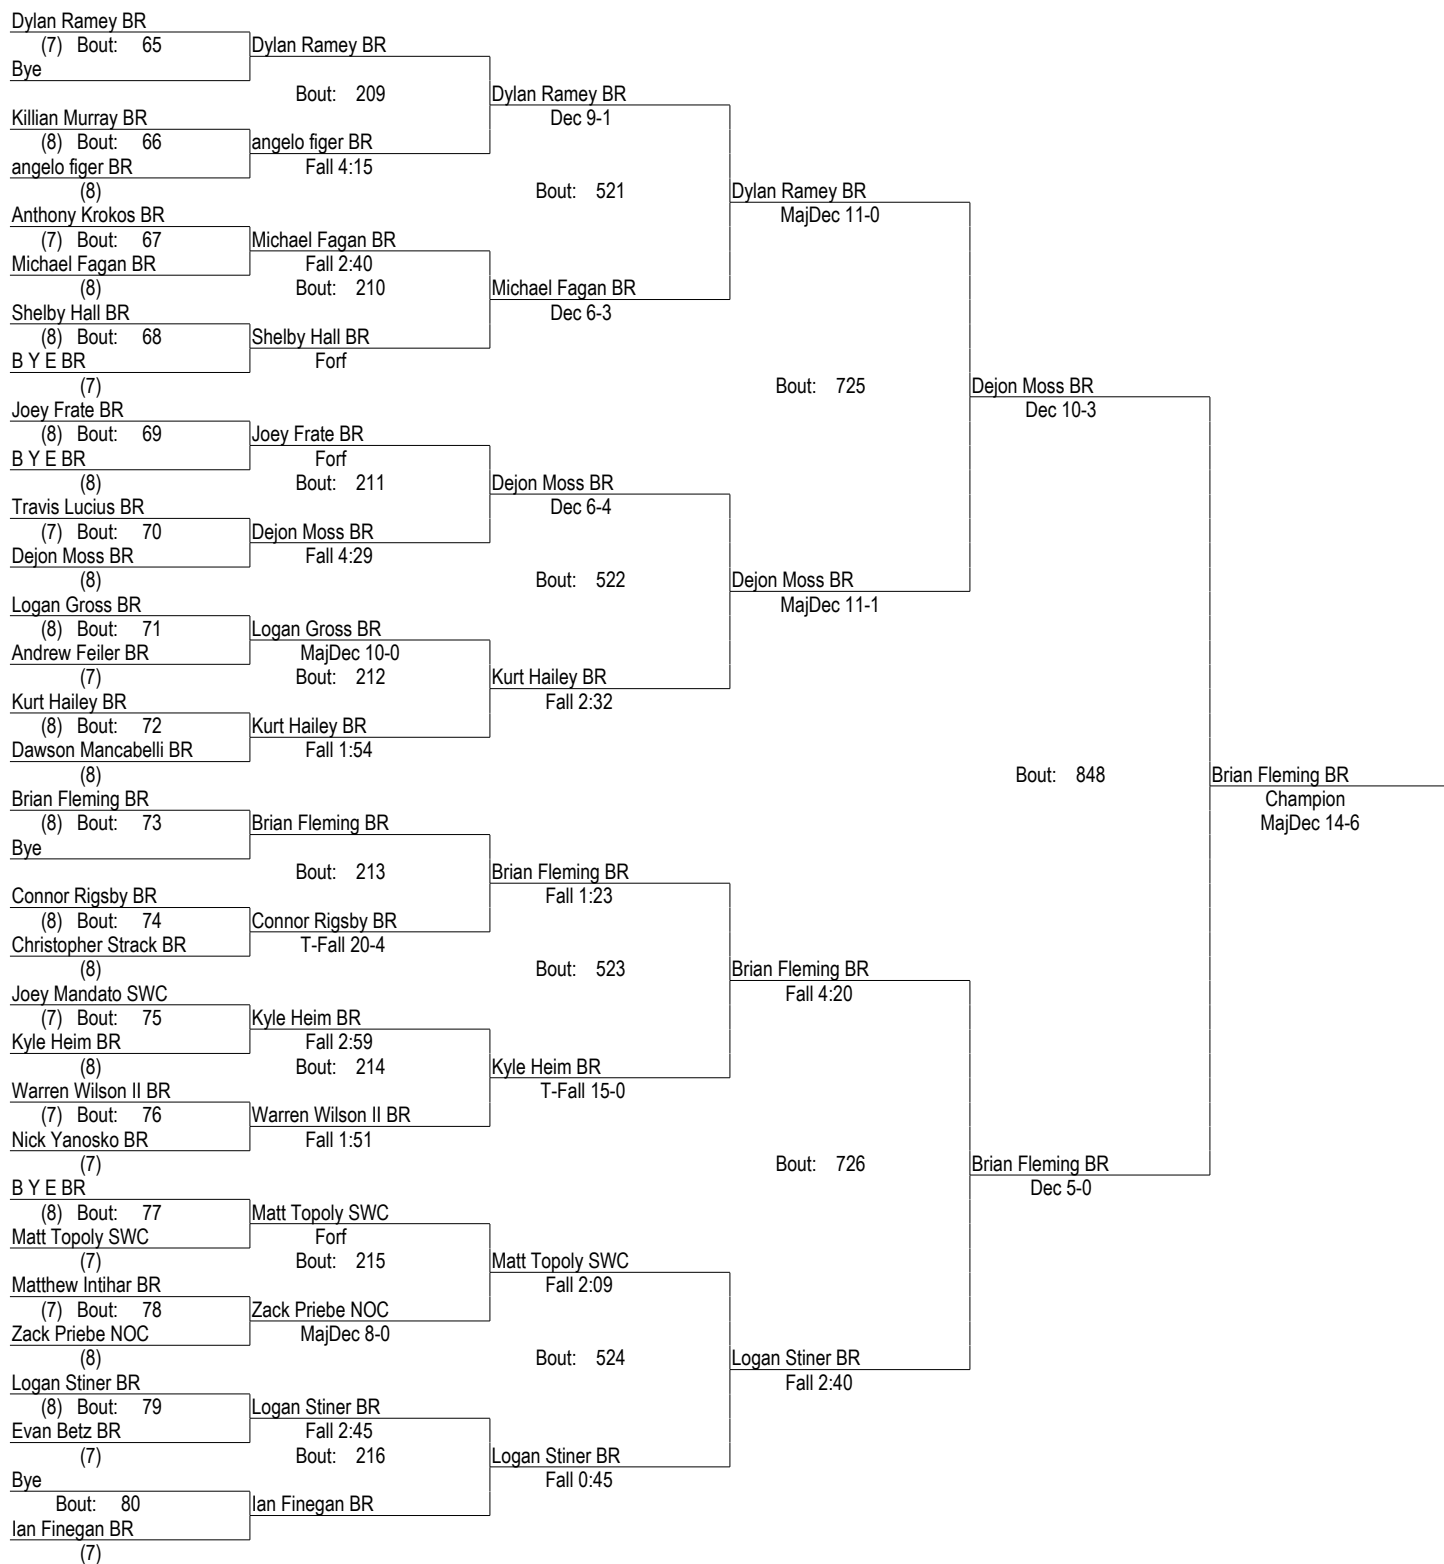 Dylan Ramey BR
(7) Bout: 65
Bye
Killian Murray BR
(8) Bout: 66
angelo figer BR
(8)
Anthony Krokos BR
(7) Bout: 67
Michael Fagan BR
(8)
Shelby Hall BR
(8) Bout: 68
B Y E BR
(7)
Joey Frate BR
(8) Bout: 69
B Y E BR
(8)
Travis Lucius BR
(7) Bout: 70
Dejon Moss BR
(8)
Logan Gross BR
(8) Bout: 71
Andrew Feiler BR
(7)
Kurt Hailey BR
(8) Bout: 72
Dawson Mancabelli BR
(8)
Brian Fleming BR
(8) Bout: 73
Bye
Connor Rigsby BR
(8) Bout: 74
Christopher Strack BR
(8)
Joey Mandato SWC
(7) Bout: 75
Kyle Heim BR
(8)
Warren Wilson II BR
(7) Bout: 76
Nick Yanosko BR
(7)
B Y E BR
(8) Bout: 77
Matt Topoly SWC
(7)
Matthew Intihar BR
(7) Bout: 78
Zack Priebe NOC
(8)
Logan Stiner BR
(8) Bout: 79
Evan Betz BR
(7)
Bye
Bout: 80
Ian Finegan BR
(7)
Dylan Ramey BR
Bout: 209
angelo figer BR
Fall 4:15
Michael Fagan BR
Fall 2:40
Bout: 210
Shelby Hall BR
Forf
Joey Frate BR
Forf
Bout: 211
Dejon Moss BR
Fall 4:29
Logan Gross BR
MajDec 10-0
Bout: 212
Kurt Hailey BR
Fall 1:54
Brian Fleming BR
Bout: 213
Connor Rigsby BR
T-Fall 20-4
Kyle Heim BR
Fall 2:59
Bout: 214
Warren Wilson II BR
Fall 1:51
Matt Topoly SWC
Forf
Bout: 215
Zack Priebe NOC
MajDec 8-0
Logan Stiner BR
Fall 2:45
Bout: 216
Ian Finegan BR
Dylan Ramey BR
Dec 9-1
Bout: 521
Michael Fagan BR
Dec 6-3
Dejon Moss BR
Dec 6-4
Bout: 522
Kurt Hailey BR
Fall 2:32
Brian Fleming BR
Fall 1:23
Bout: 523
Kyle Heim BR
T-Fall 15-0
Matt Topoly SWC
Fall 2:09
Bout: 524
Logan Stiner BR
Fall 0:45
Dylan Ramey BR
MajDec 11-0
Bout: 725
Dejon Moss BR
MajDec 11-1
Brian Fleming BR
Fall 4:20
Bout: 726
Logan Stiner BR
Fall 2:40
Dejon Moss BR
Dec 10-3
Bout: 848
Brian Fleming BR
Dec 5-0
Brian Fleming BR
Champion
MajDec 14-6